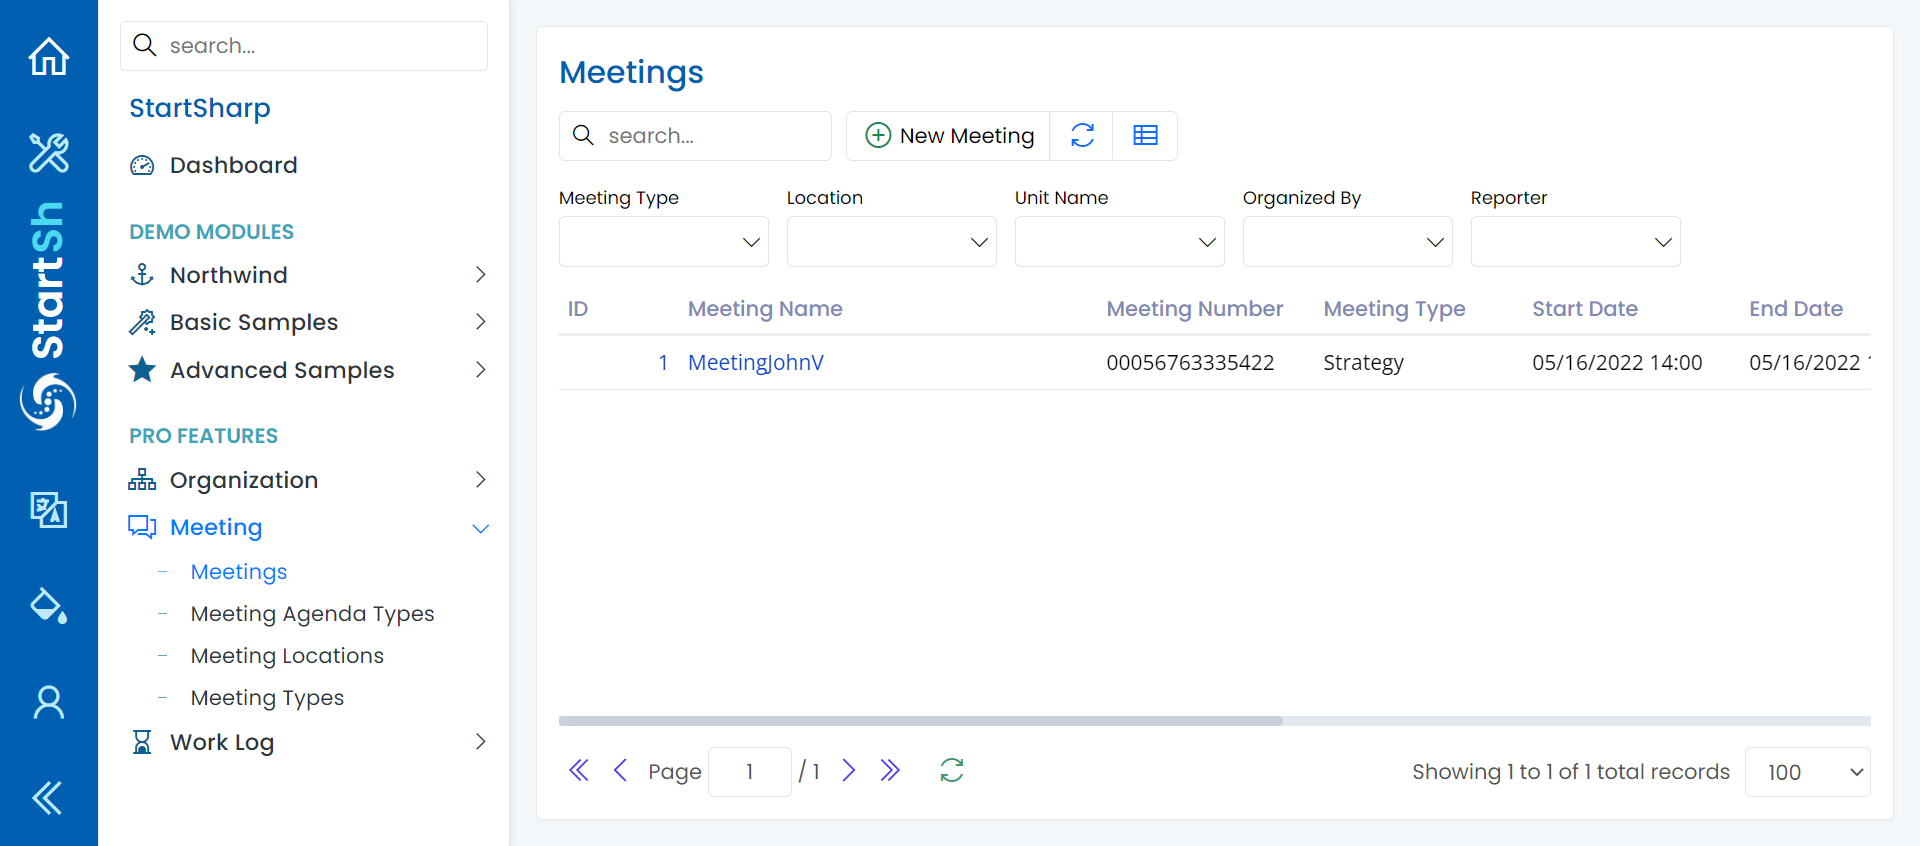 StartSh
search...
StartSharp
Dashboard
DEMO MODULES
Northwind
Basic Samples
Advanced Samples
PRO FEATURES
Organization
Meeting
Meetings
Meeting Agenda Types
Meeting Locations
Meeting Types
Work Log
Meetings
search...
New Meeting
Meeting Type Location Unit Name Organized By Reporter
ID Meeting Name Meeting Number Meeting Type Start Date End Date
1 MeetingJohnV 00056763335422 Strategy 05/16/2022 14:00 05/16/2022
Page 1 / 1 Showing 1 to 1 of 1 total records 100